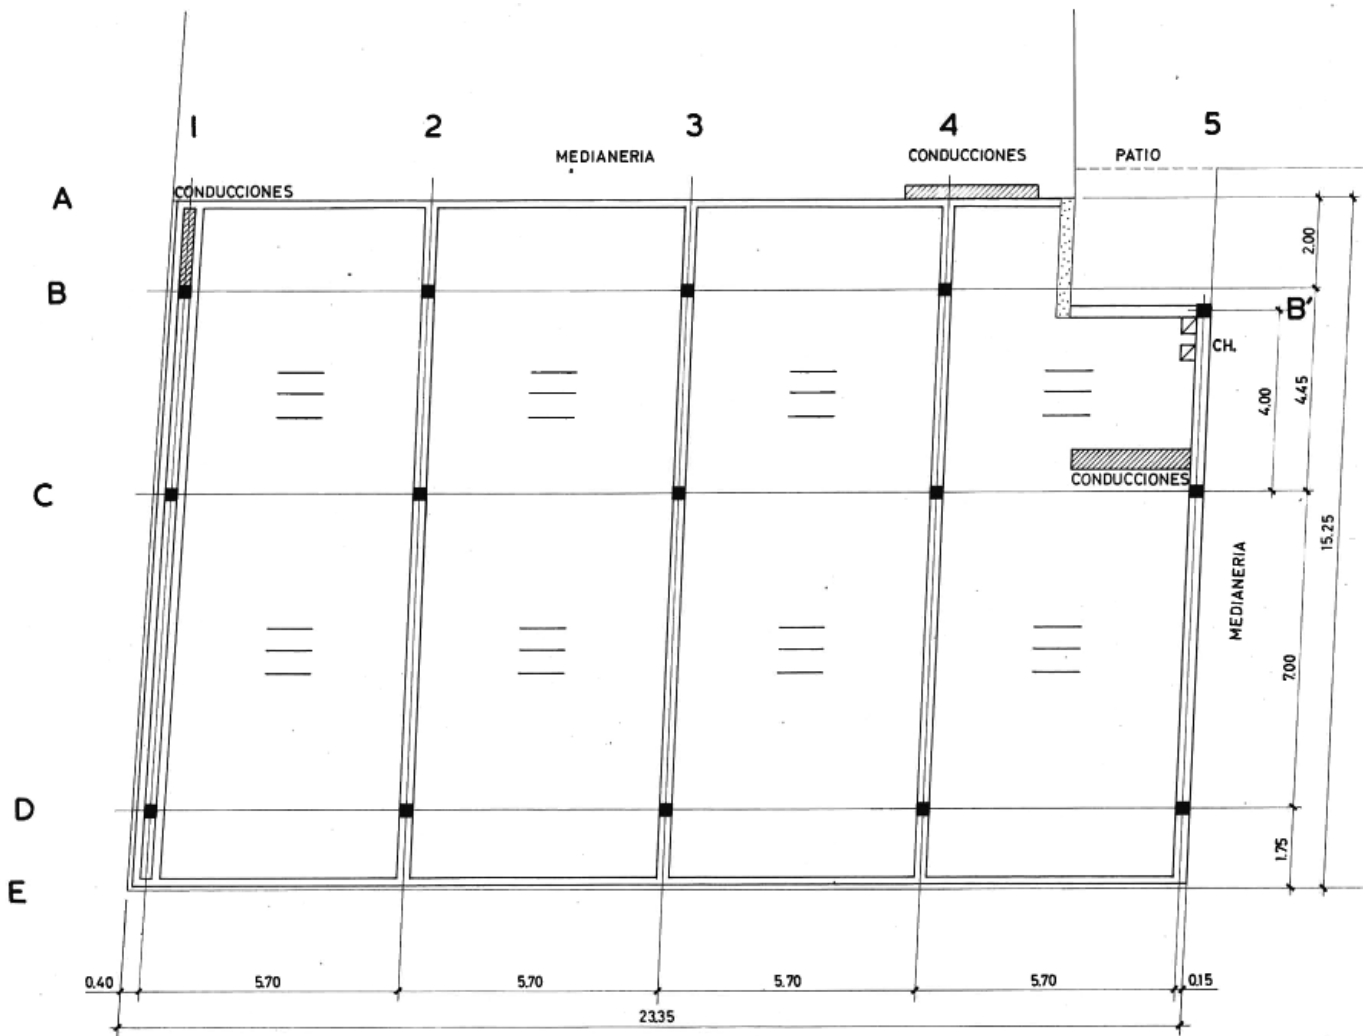 1 2 3 4 5
MEDIANERIA CONDUCCIONES PATIO
A CONDUCCIONES
2.00
B B'
CH.
4.00 4.45
CONDUCCIONES
C
15.25
MEDIANERIA
7.00
D
1.75
E
0.40 5.70 5.70 5.70 5.70 0.15
23.35